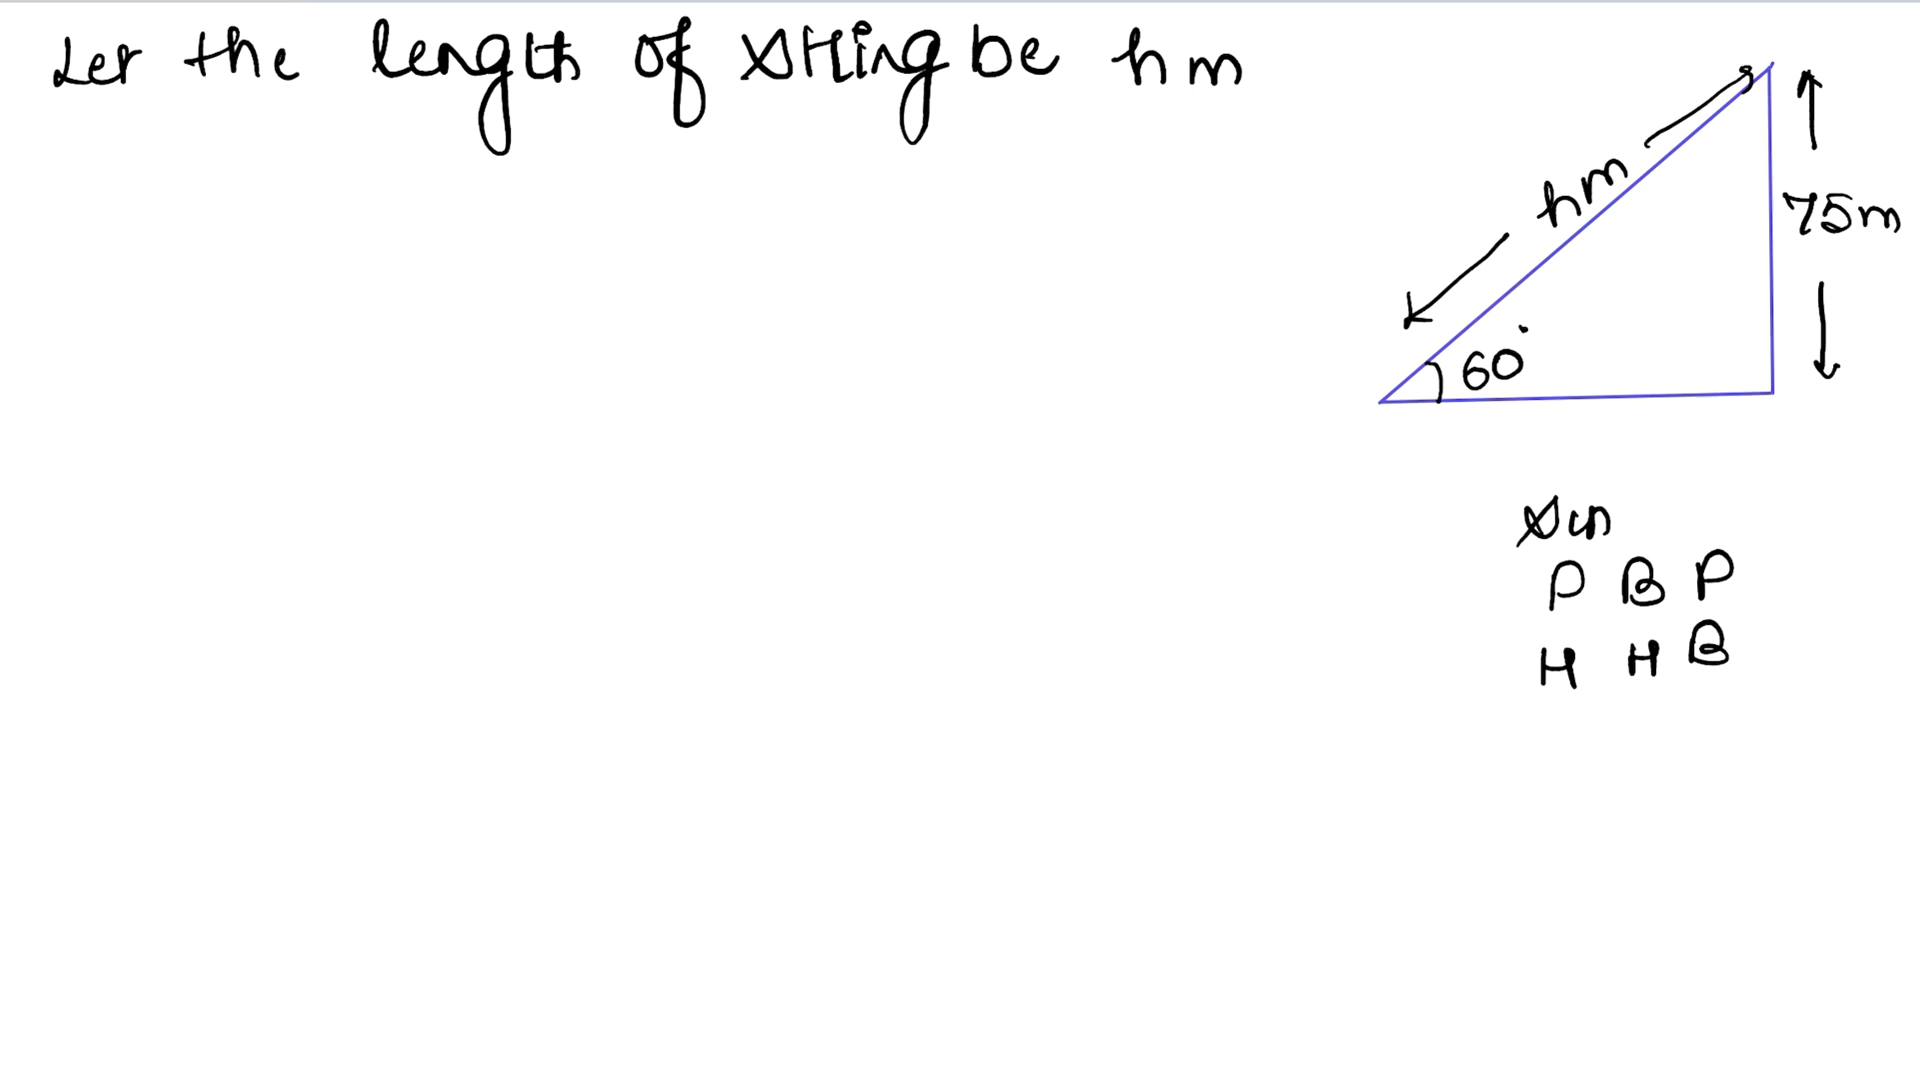 Let the length of string be h m
h m
75m
60°
Sin
P B P
H H B